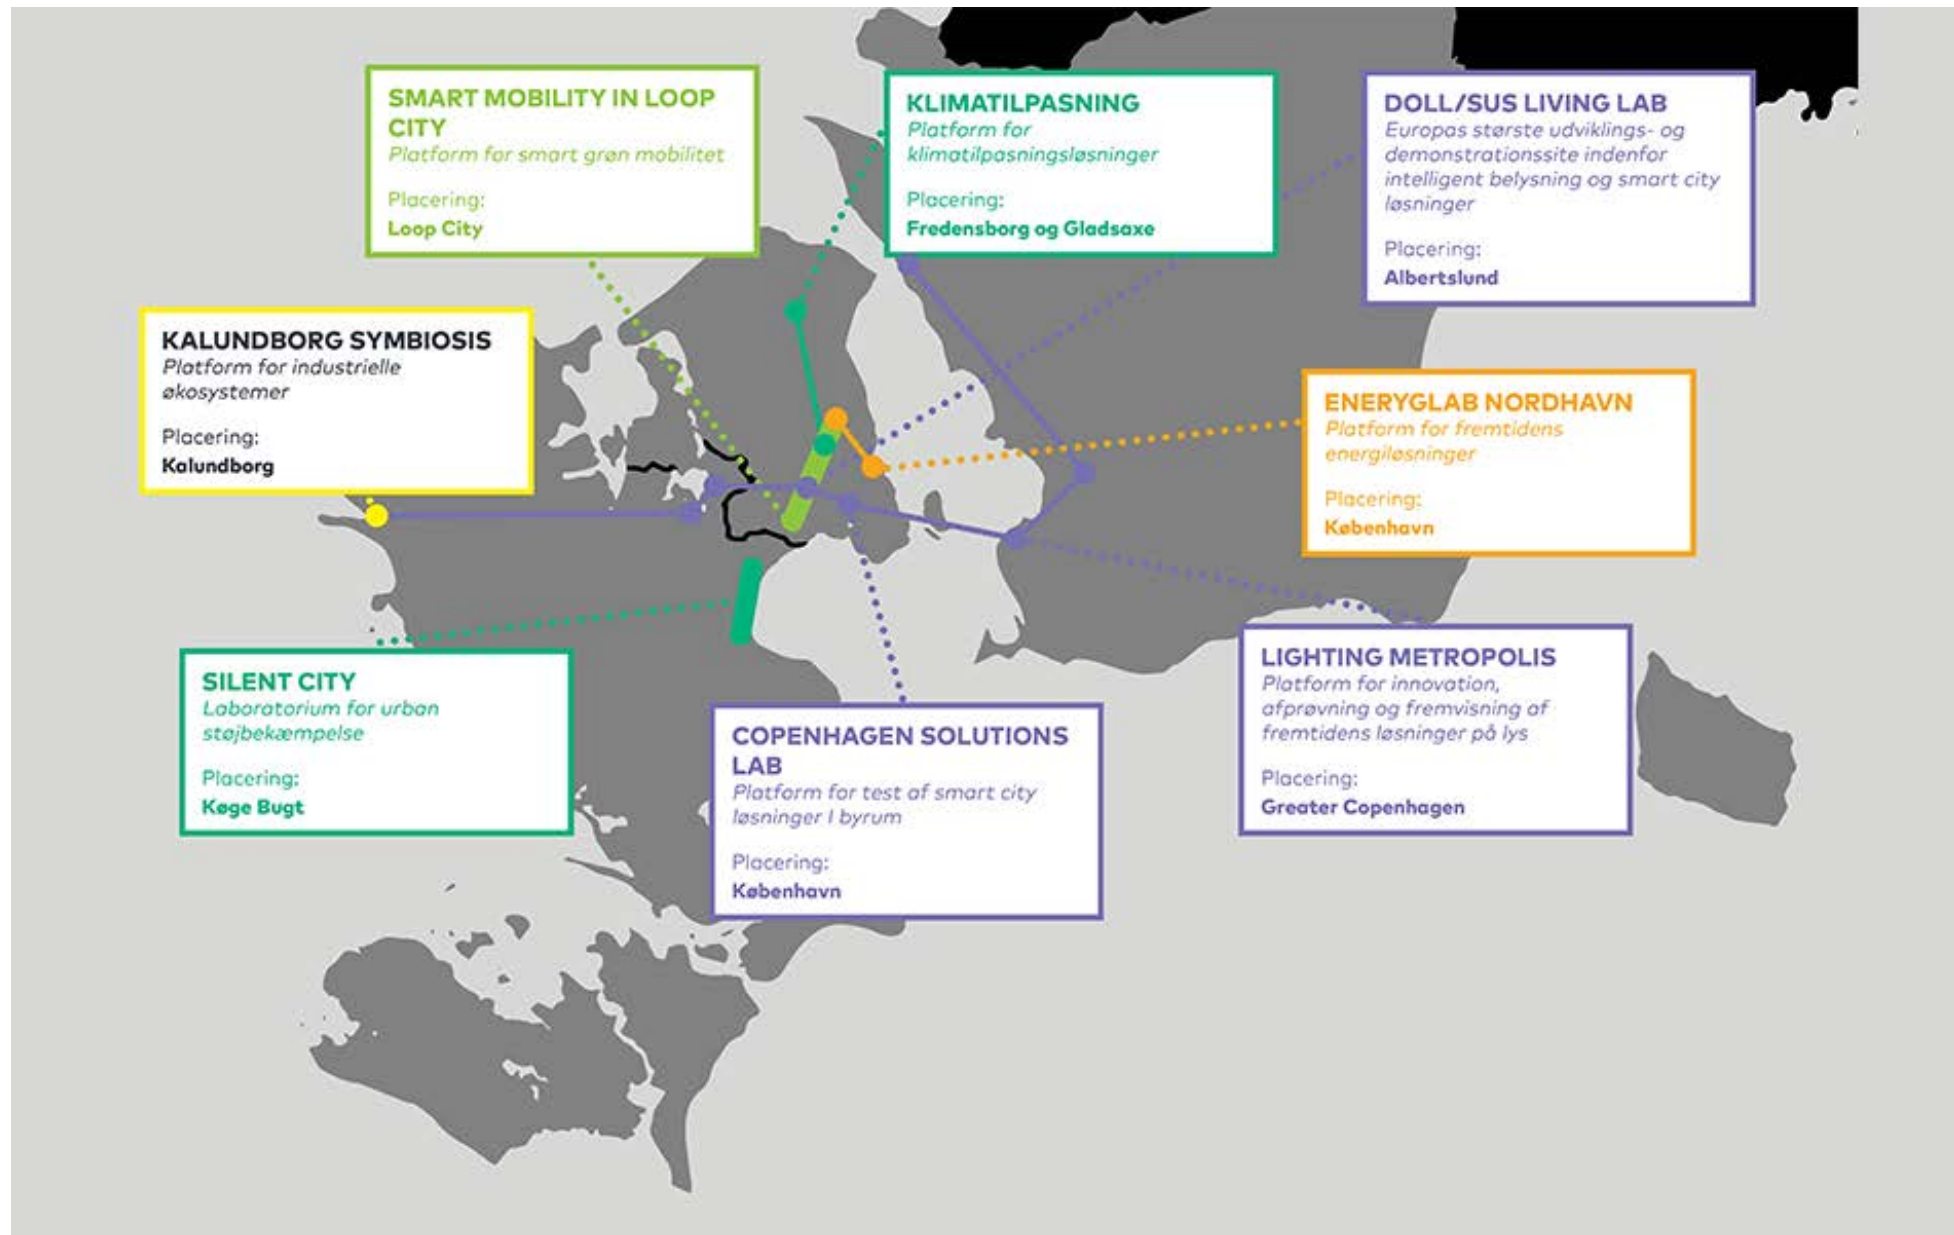 SMART MOBILITY IN LOOP
CITY
Platform for smart grøn mobilitet
Placering:
Loop City
KLIMATILPASNING
Platform for
klimatilpasningsløsninger
Placering:
Fredensborg og Gladsaxe
DOLL/SUS LIVING LAB
Europas største udviklings- og
demonstrationssite indenfor
intelligent belysning og smart city
løsninger
Placering:
Albertslund
KALUNDBORG SYMBIOSIS
Platform for industrielle
økosystemer
Placering:
Kalundborg
ENERYGLAB NORDHAVN
Platform for fremtidens
energiløsninger
Placering:
København
SILENT CITY
Laboratorium for urban
støjbekæmpelse
Placering:
Køge Bugt
COPENHAGEN SOLUTIONS
LAB
Platform for test af smart city
løsninger I byrum
Placering:
København
LIGHTING METROPOLIS
Platform for innovation,
afprøvning og fremvisning af
fremtidens løsninger på lys
Placering:
Greater Copenhagen